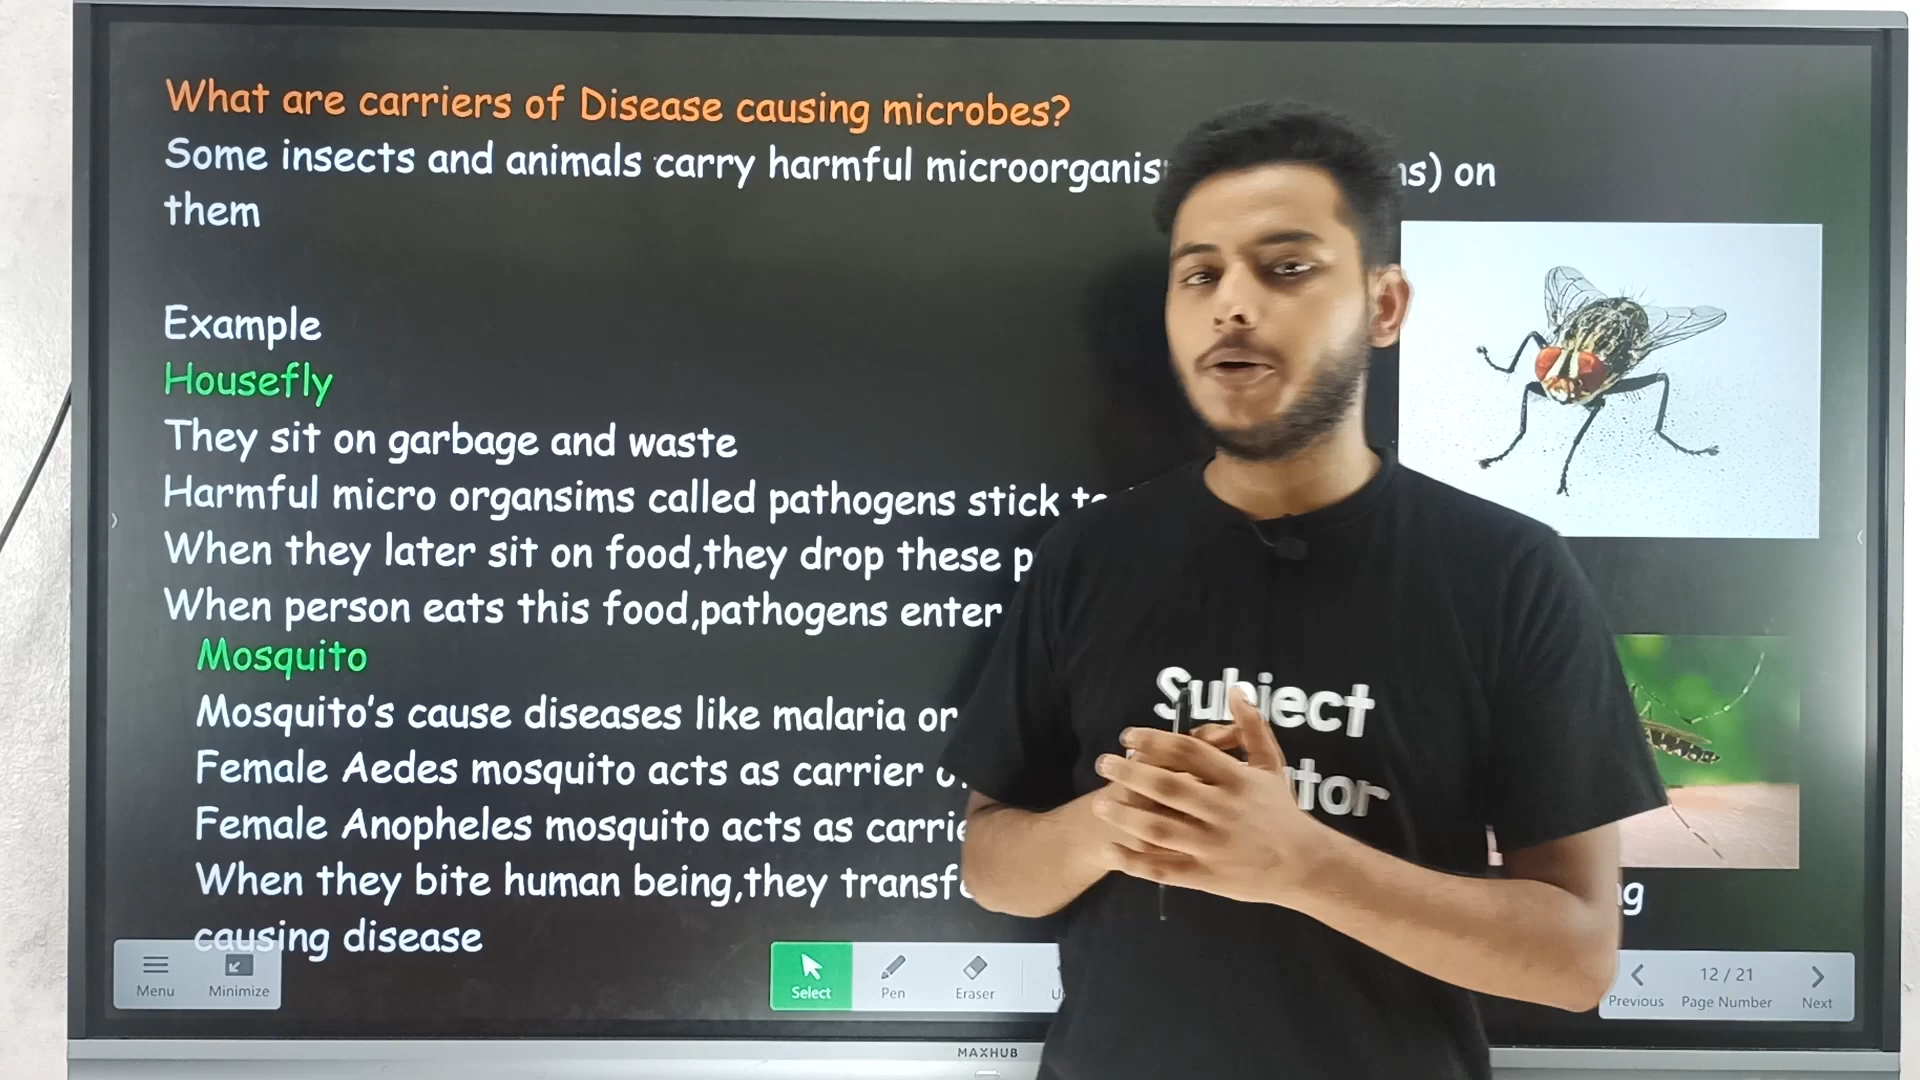 What are carriers of Disease causing microbes?
Some insects and animals carry harmful microorganis ns) on
them
Example
Housefly
They sit on garbage and waste
Harmful micro organsims called pathogens stick to
When they later sit on food,they drop these p
When person eats this food,pathogens enter
Mosquito
Mosquito's cause diseases like malaria or
Female Aedes mosquito acts as carrier o
Female Anopheles mosquito acts as carrie
When they bite human being,they transf ng
causing disease
Subject
tor
Menu Minimize
Select Pen Eraser U
Previous 12 / 21 Page Number Next
MAXHUB